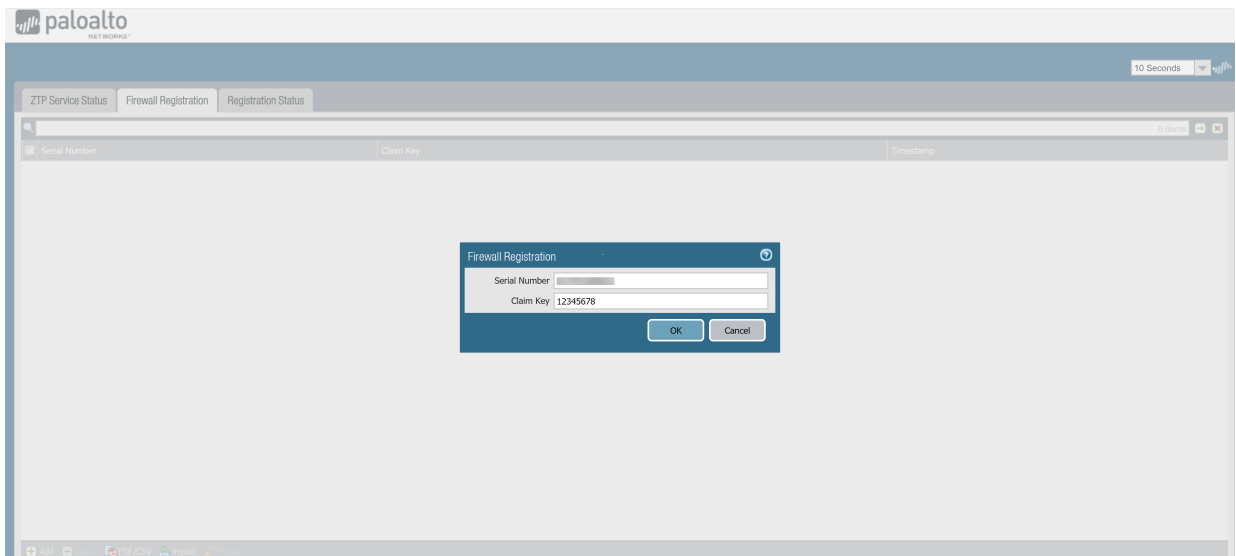 paloalto
NETWORKS®
10 Seconds
ZTP Service Status Firewall Registration Registration Status
0 items
Serial Number Claim Key Timestamp
Firewall Registration
Serial Number
Claim Key 12345678
OK Cancel
Add PDF/CSV Import